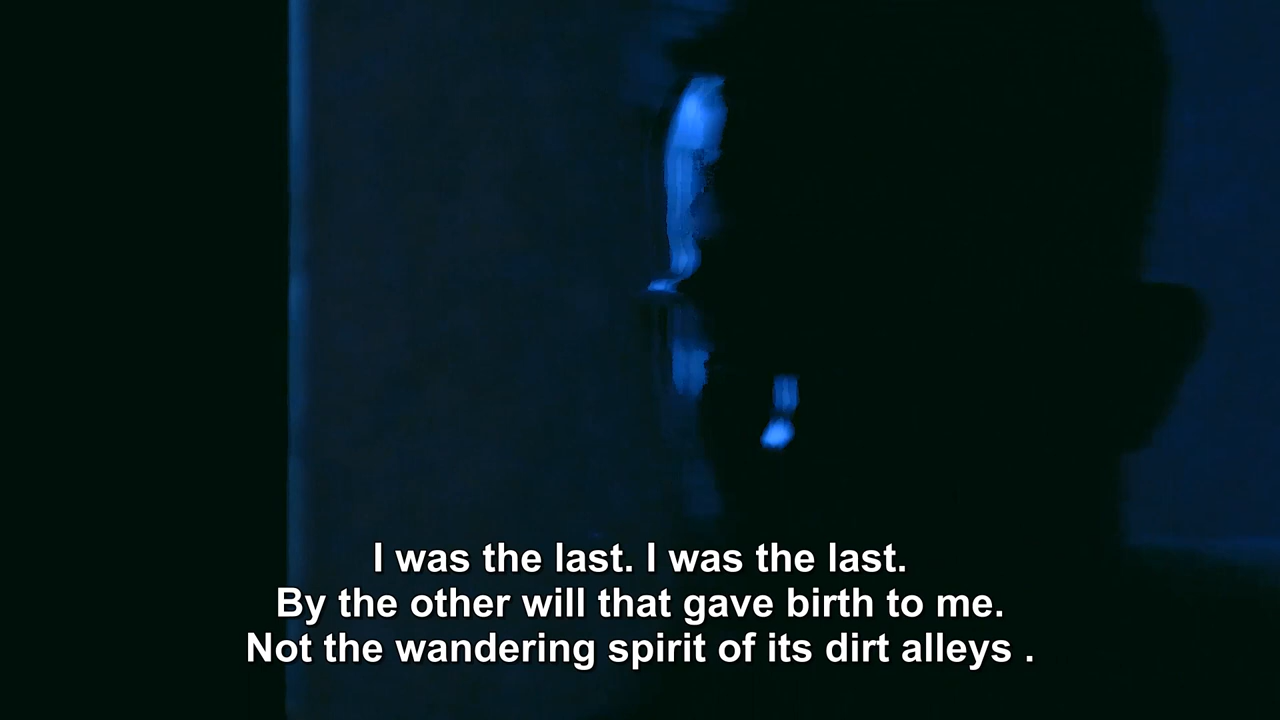 I was the last. I was the last.
By the other will that gave birth to me.
Not the wandering spirit of its dirt alleys .